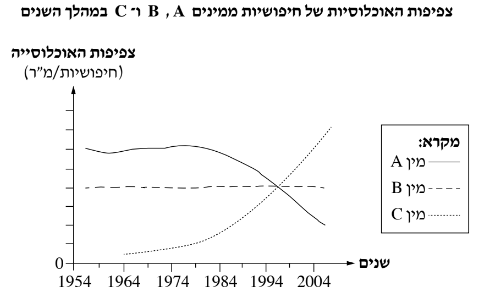 צפיפות האוכלוסיות של חיפושיות ממינים A, B ו־ C במהלך השנים
צפיפות האוכלוסייה
(חיפושיות/מ"ר)
מקרא:
מין A
מין B
מין C
שנים
0
1954 1964 1974 1984 1994 2004